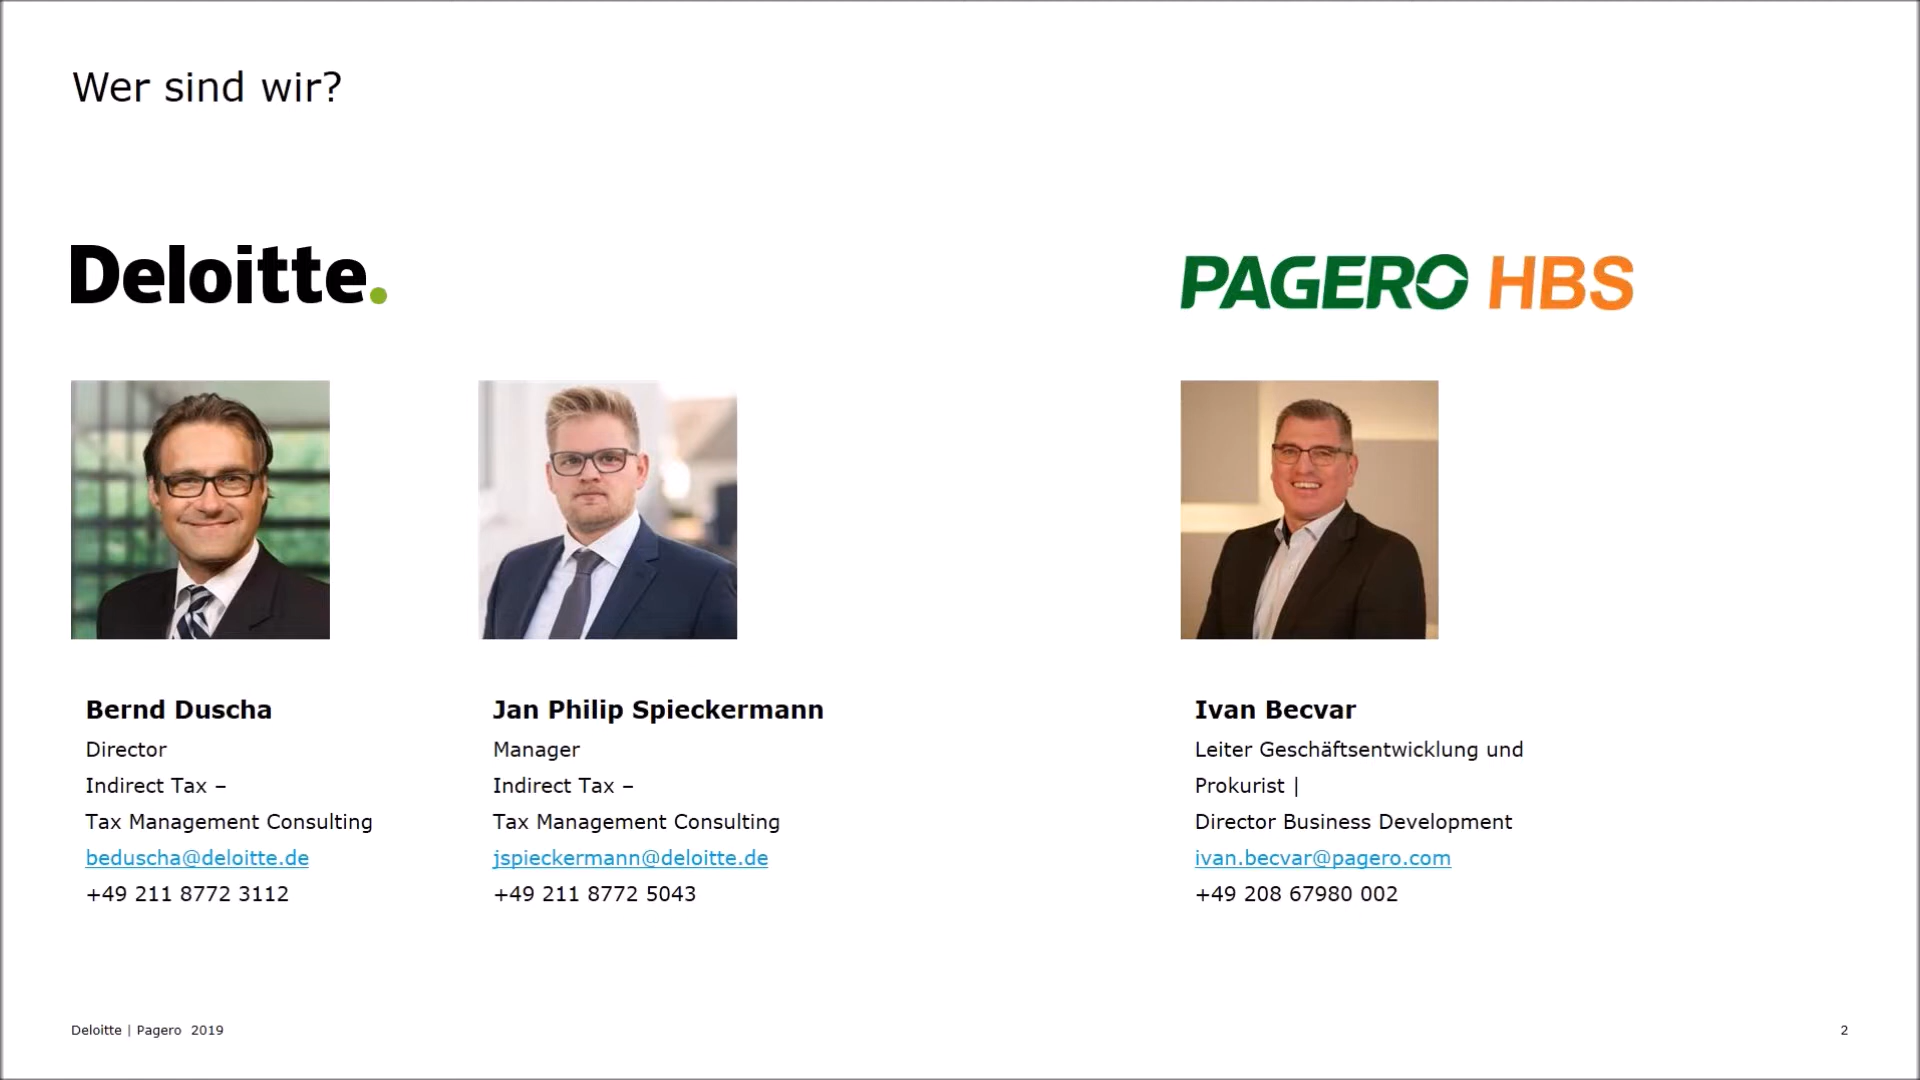 Wer sind wir?
Deloitte.
PAGERO HBS
Bernd Duscha
Director
Indirect Tax –
Tax Management Consulting
beduscha@deloitte.de
+49 211 8772 3112
Jan Philip Spieckermann
Manager
Indirect Tax –
Tax Management Consulting
jspieckermann@deloitte.de
+49 211 8772 5043
Ivan Becvar
Leiter Geschäftsentwicklung und
Prokurist |
Director Business Development
ivan.becvar@pagero.com
+49 208 67980 002
Deloitte | Pagero 2019
2